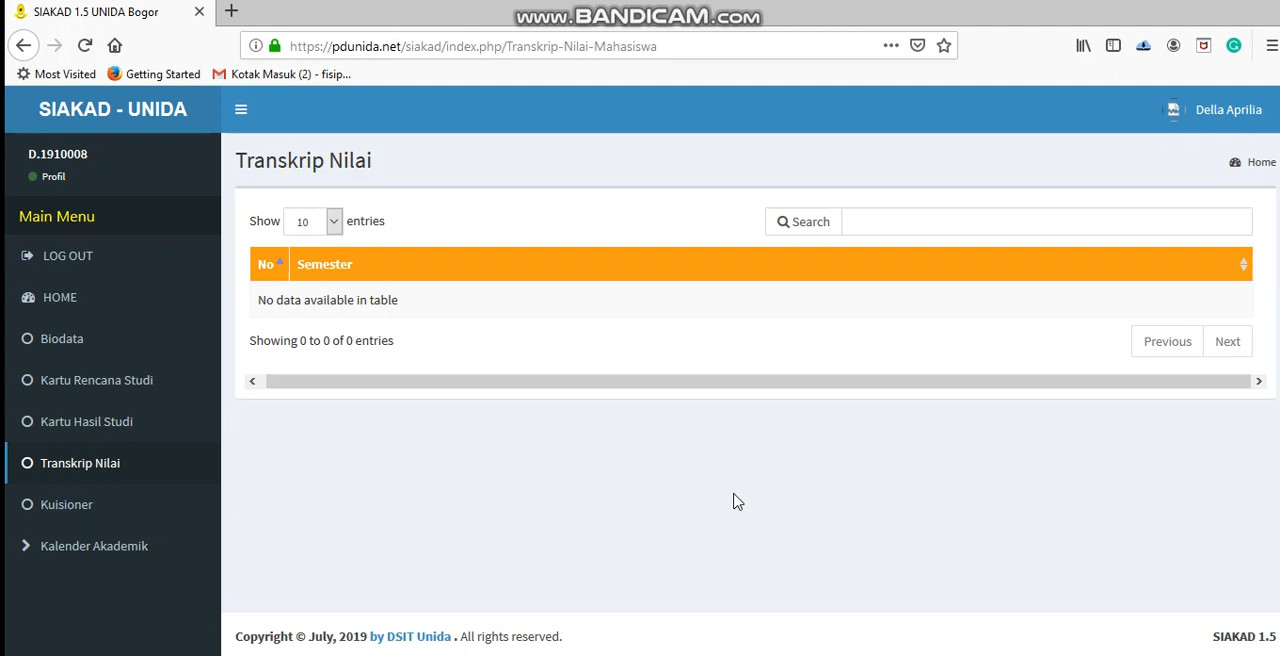 SIAKAD 1.5 UNIDA Bogor
www.BANDICAM.com
https://pdunida.net/siakad/index.php/Transkrip-Nilai-Mahasiswa
Most Visited
Getting Started
Kotak Masuk (2) - fisip...
SIAKAD - UNIDA
Della Aprilia
D.1910008
Profil
Main Menu
LOG OUT
HOME
Biodata
Kartu Rencana Studi
Kartu Hasil Studi
Transkrip Nilai
Kuisioner
Kalender Akademik
Transkrip Nilai
Home
Show 10 entries
Search
No Semester
No data available in table
Showing 0 to 0 of 0 entries
Previous Next
Copyright © July, 2019 by DSIT Unida . All rights reserved.
SIAKAD 1.5